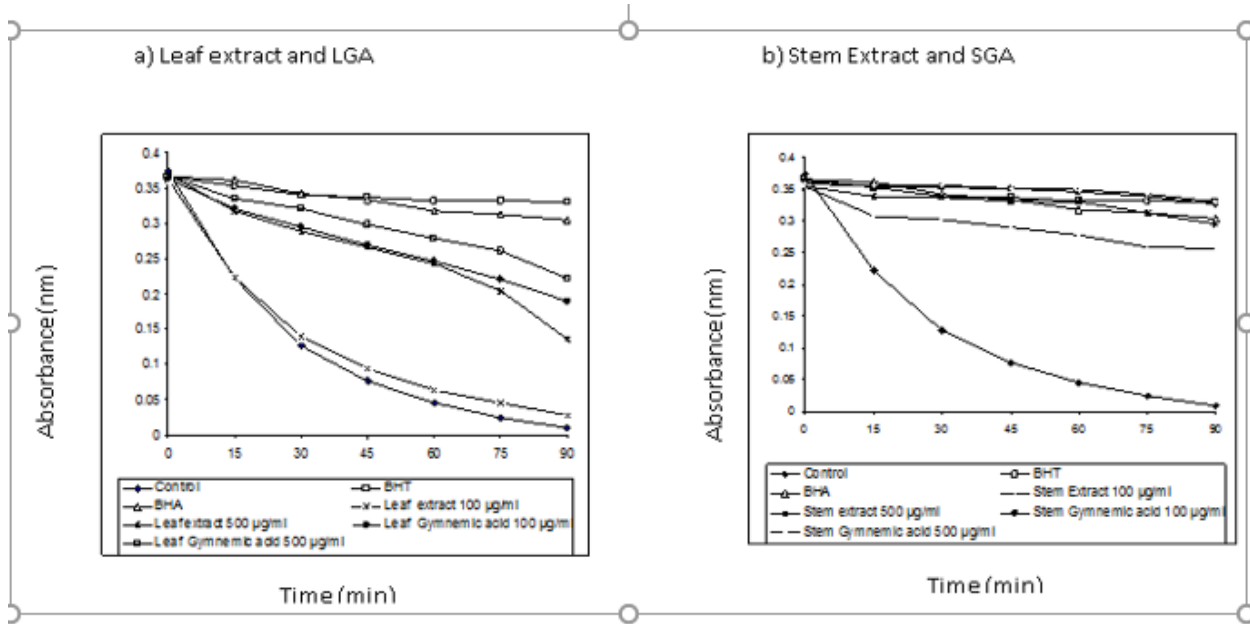 a) Leaf extract and LGA
Absorbance(nm)
0.4
0.35
0.3
0.25
0.2
0.15
0.1
0.05
0
0 15 30 45 60 75 90
Control BHT
BHA Leaf extract 100 µg/ml
Leaf extract 500 µg/ml Leaf Gymnemic acid 100 µg/ml
Leaf Gymnemic acid 500 µg/ml
Time(min)
b) Stem Extract and SGA
Absorbance(nm)
0.4
0.35
0.3
0.25
0.2
0.15
0.1
0.05
0
0 15 30 45 60 75 90
Control BHT
BHA Stem Extract 100 µg/ml
Stem extract 500 µg/ml Stem Gymnemic acid 100 µg/ml
Stem Gymnemic acid 500 µg/ml
Time(min)